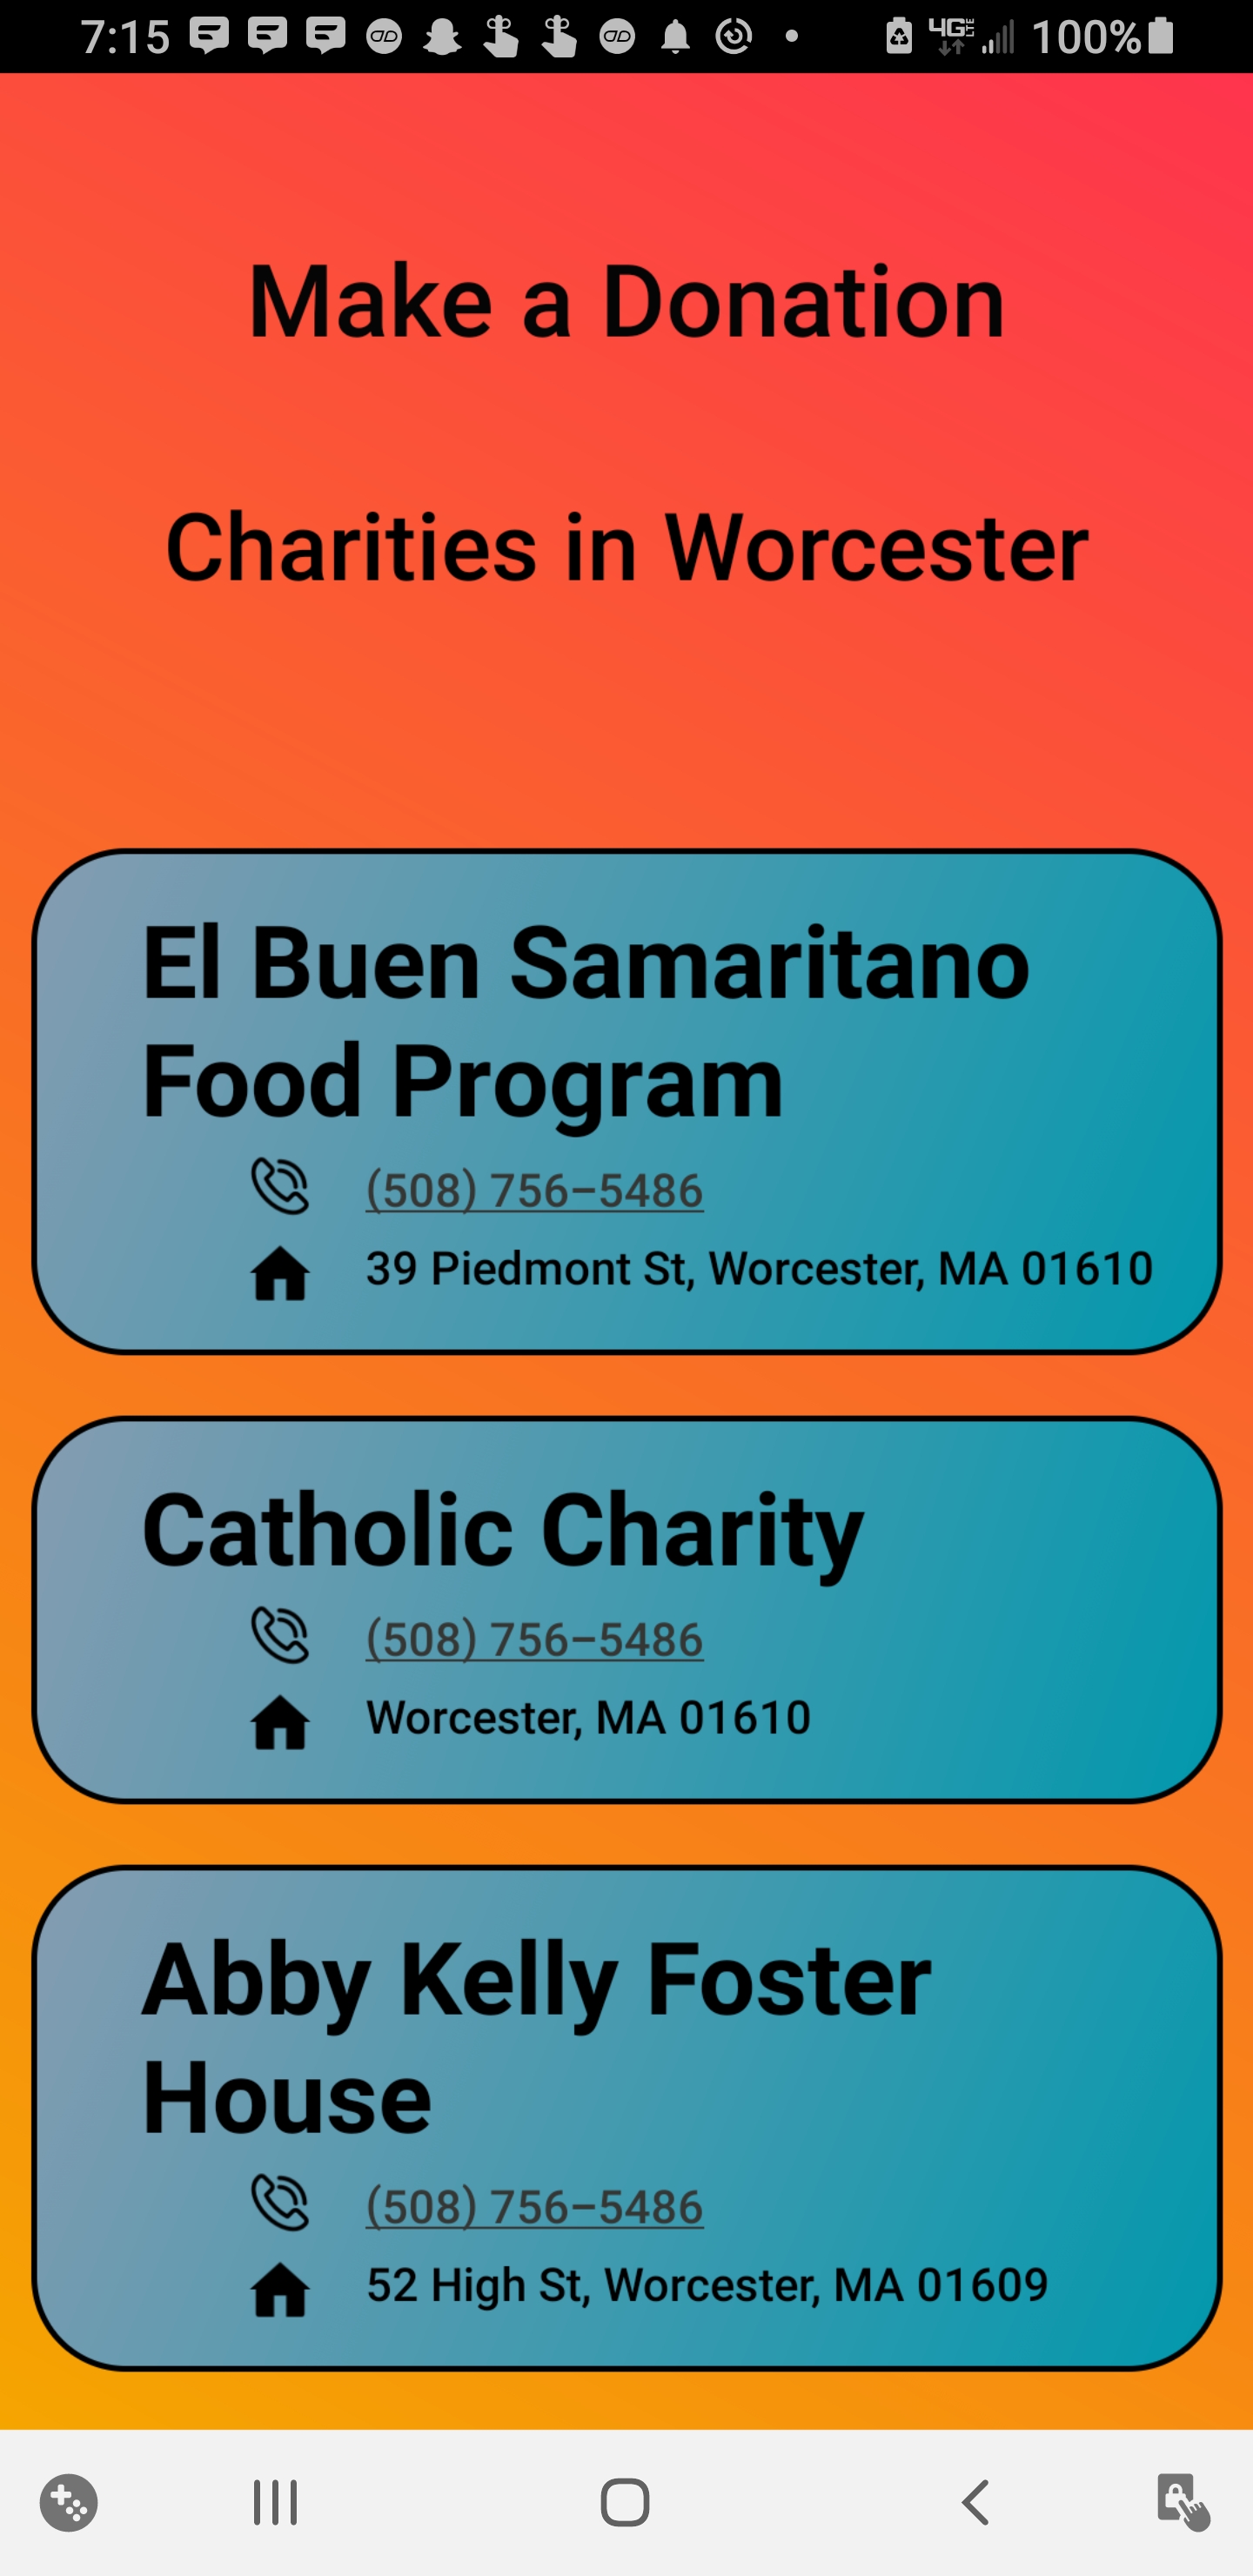 7:15
4G LTE
100%
Make a Donation
Charities in Worcester
El Buen Samaritano
Food Program
(508) 756–5486
39 Piedmont St, Worcester, MA 01610
Catholic Charity
(508) 756–5486
Worcester, MA 01610
Abby Kelly Foster
House
(508) 756–5486
52 High St, Worcester, MA 01609